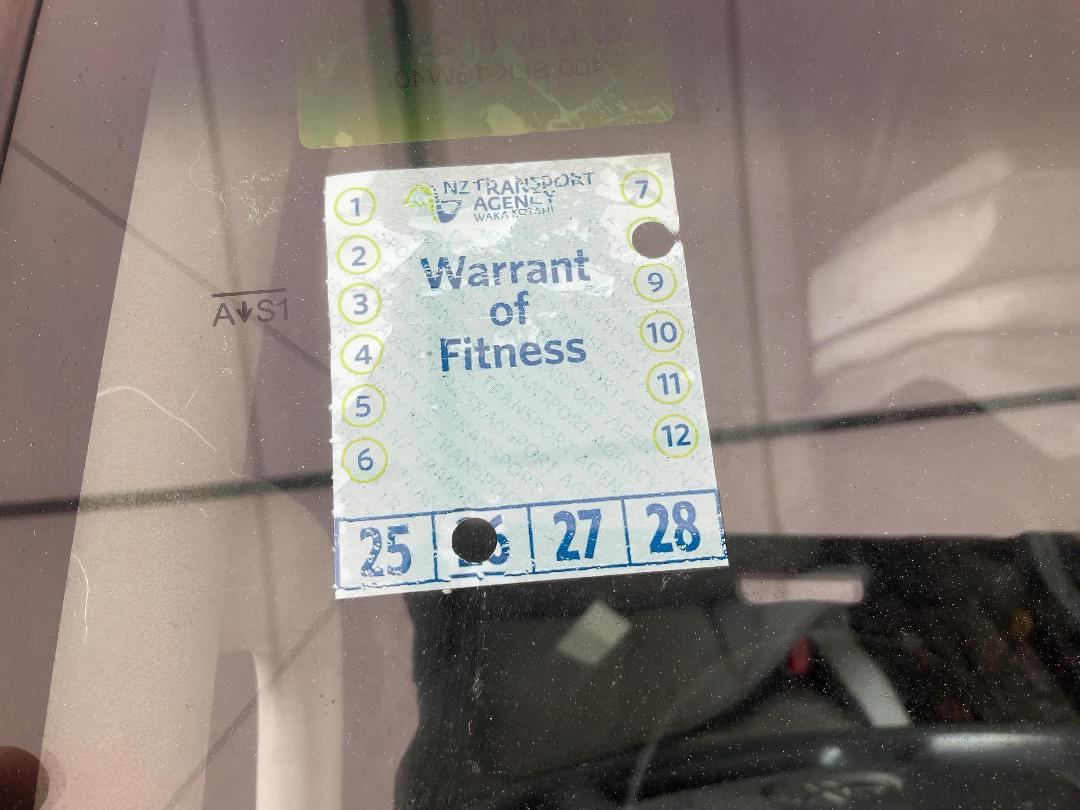 NZ TRANSPORT
AGENCY
WAKA KOTAHI
Warrant
of
Fitness
1
2
3
4
5
6
7
9
10
11
12
25
27
28
A↓S1